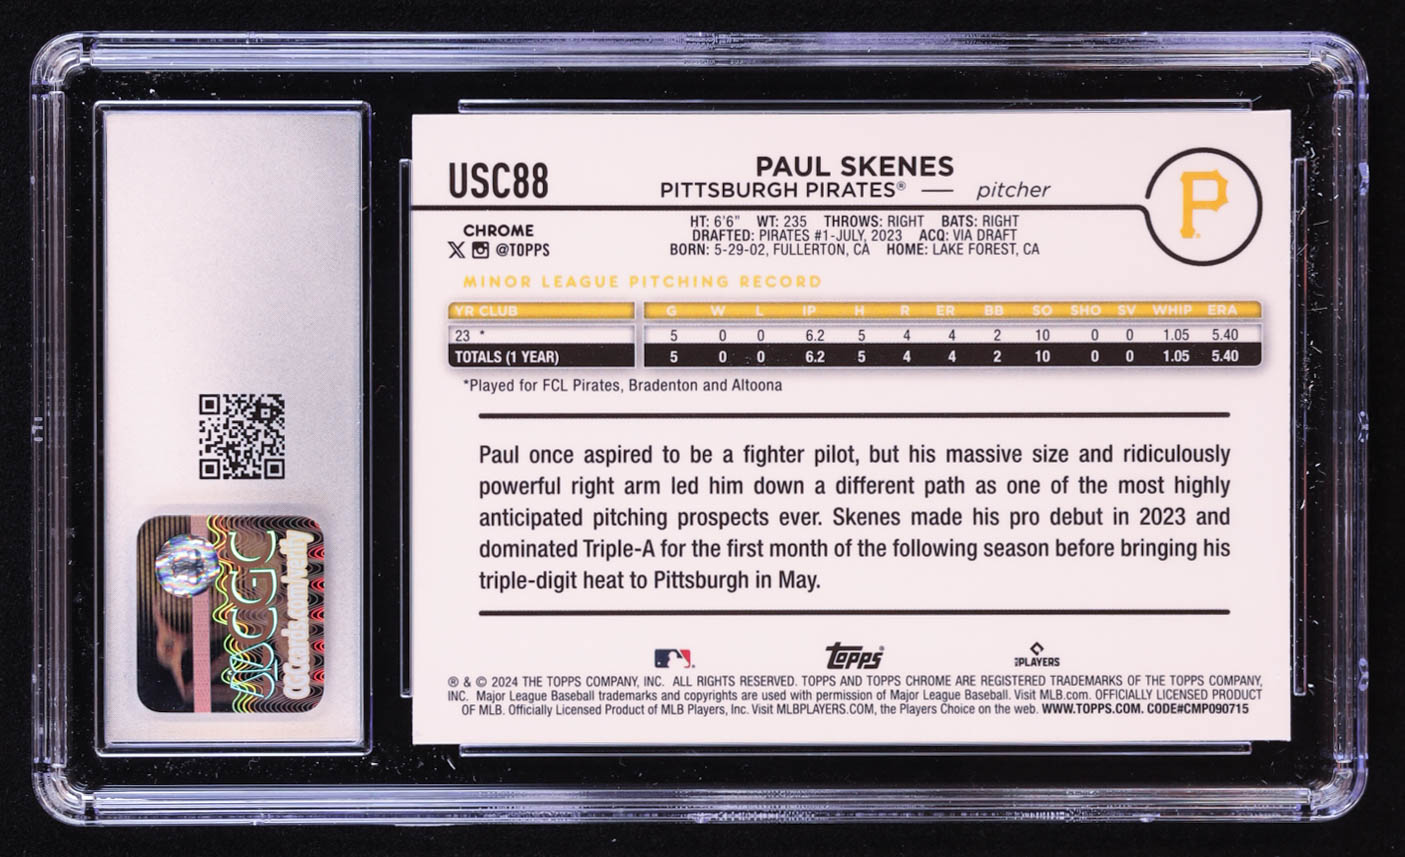 USC88
PAUL SKENES
PITTSBURGH PIRATES® — pitcher
P
CHROME
@TOPPS
HT: 6'6" WT: 235 THROWS: RIGHT BATS: RIGHT
DRAFTED: PIRATES #1-JULY, 2023 ACQ: VIA DRAFT
BORN: 5-29-02, FULLERTON, CA HOME: LAKE FOREST, CA
MINOR LEAGUE PITCHING RECORD
YR CLUB G W L IP H R ER BB SO SHO SV WHIP ERA
23 * 5 0 0 6.2 5 4 4 2 10 0 0 1.05 5.40
TOTALS (1 YEAR) 5 0 0 6.2 5 4 4 2 10 0 0 1.05 5.40
*Played for FCL Pirates, Bradenton and Altoona
Paul once aspired to be a fighter pilot, but his massive size and ridiculously
powerful right arm led him down a different path as one of the most highly
anticipated pitching prospects ever. Skenes made his pro debut in 2023 and
dominated Triple-A for the first month of the following season before bringing his
triple-digit heat to Pittsburgh in May.
Topps
PLAYERS
® & © 2024 THE TOPPS COMPANY, INC. ALL RIGHTS RESERVED. TOPPS AND TOPPS CHROME ARE REGISTERED TRADEMARKS OF THE TOPPS COMPANY,
INC. Major League Baseball trademarks and copyrights are used with permission of Major League Baseball. Visit MLB.com. OFFICIALLY LICENSED PRODUCT
OF MLB. Officially Licensed Product of MLB Players, Inc. Visit MLBPLAYERS.COM, the Players Choice on the web. WWW.TOPPS.COM. CODE#CMP090715
CGC
CGCcards.com/verify